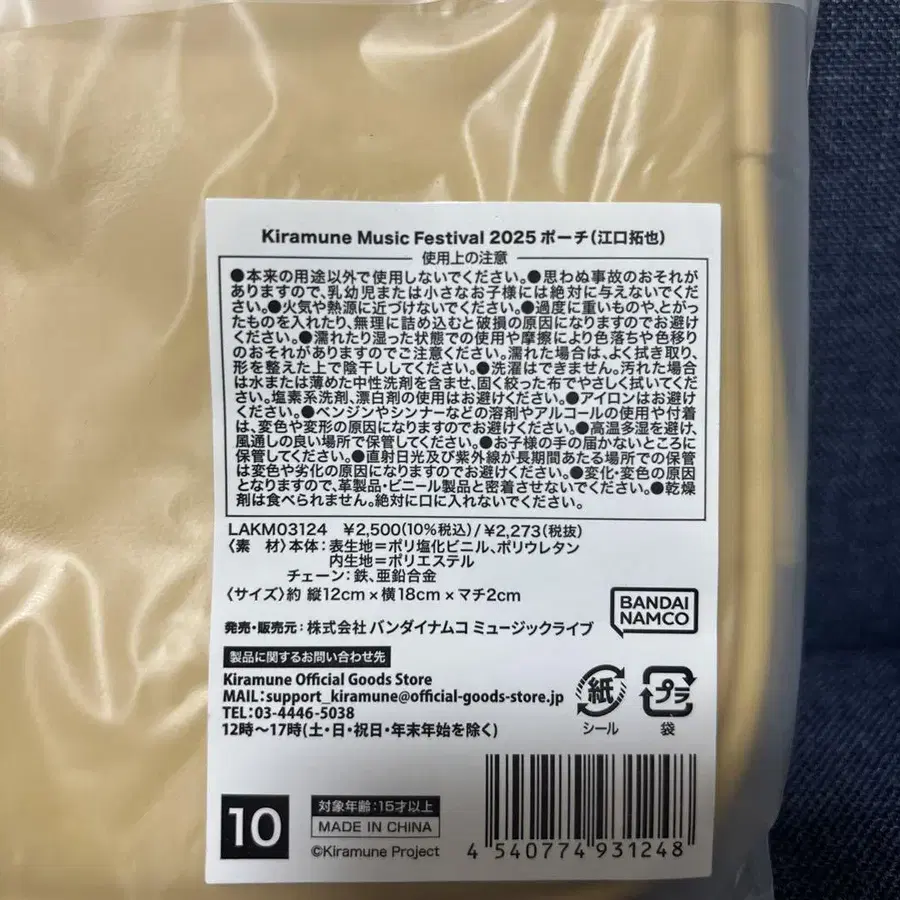 Kiramune Music Festival 2025 ポーチ(江口拓也)
使用上の注意
●本来の用途以外で使用しないでください。●思わぬ事故のおそれが
ありますので、乳幼児または小さなお子様には絶対に与えないでくだ
さい。●火気や熱源に近づけないでください。●過度に重いものや、とがっ
たものを入れたり、無理に詰め込むと破損の原因になりますのでお避け
ください。●濡れたり湿った状態での使用や摩擦により色落ちや色移り
のおそれがありますのでご注意ください。濡れた場合は、よく拭き取り、
形を整えた上で陰干ししてください。●洗濯はできません。汚れた場合
は水または薄めた中性洗剤を含ませ、固く絞った布でやさしく拭いてくだ
さい。塩素系洗剤、漂白剤の使用はお避けください。●アイロンはお避け
ください。●ベンジンやシンナーなどの溶剤やアルコールの使用や付着
は、変色や変形の原因になりますのでお避けください。●高温多湿を避け、
風通しの良い場所で保管してください。●お子様の手の届かないところに
保管してください。●直射日光及び紫外線が長期間あたる場所での保管
は変色や劣化の原因になりますのでお避けください。●変化・変色の原因
となりますので、革製品・ビニール製品と密着させないでください。●乾燥
剤は食べられません。絶対に口に入れないでください。
LAKM03124 ¥2,500(10%税込)/¥2,273(税抜)
〈素 材〉本体：表生地＝ポリ塩化ビニル、ポリウレタン
内生地＝ポリエステル
チェーン：鉄、亜鉛合金
〈サイズ〉約 縦12cm×横18cm×マチ2cm
発売・販売元：株式会社 バンダイナムコ ミュージックライブ
BANDAI
NAMCO
製品に関するお問い合わせ先
Kiramune Official Goods Store
MAIL:support_kiramune@official-goods-store.jp
TEL:03-4446-5038
12時～17時(土・日・祝日・年末年始を除く)
紙
シール
プラ
袋
10
対象年齢：15才以上
MADE IN CHINA
©Kiramune Project
4 540774 931248